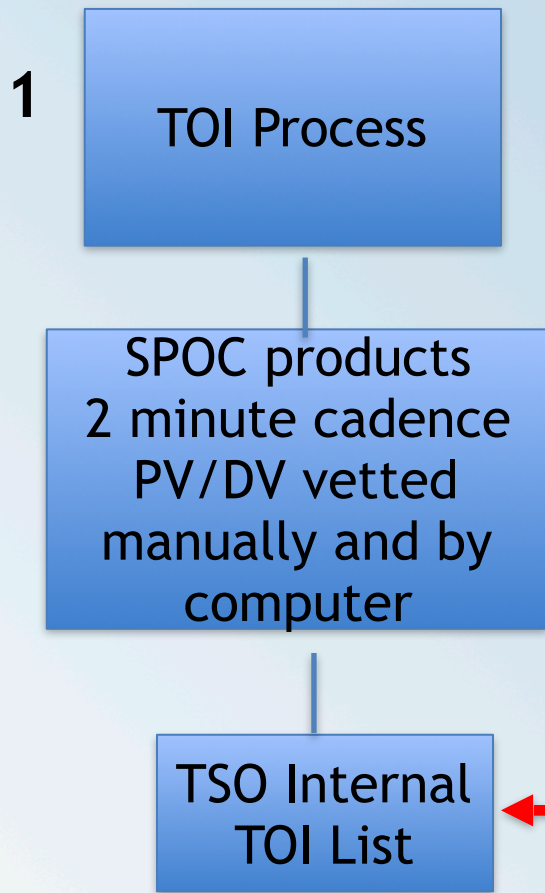 1
TOI Process
SPOC products
2 minute cadence
PV/DV vetted
manually and by
computer
TSO Internal
TOI List